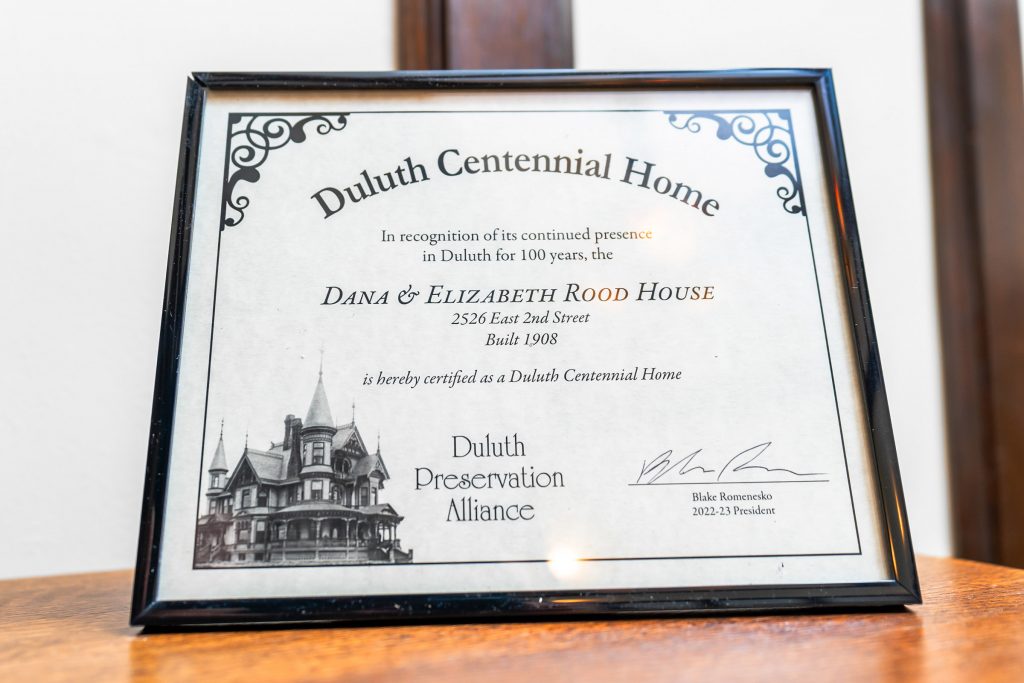 Duluth Centennial Home
In recognition of its continued presence
in Duluth for 100 years, the
Dana & Elizabeth Rood House
2526 East 2nd Street
Built 1908
is hereby certified as a Duluth Centennial Home
Duluth
Preservation
Alliance
Blake Romenesko
2022-23 President